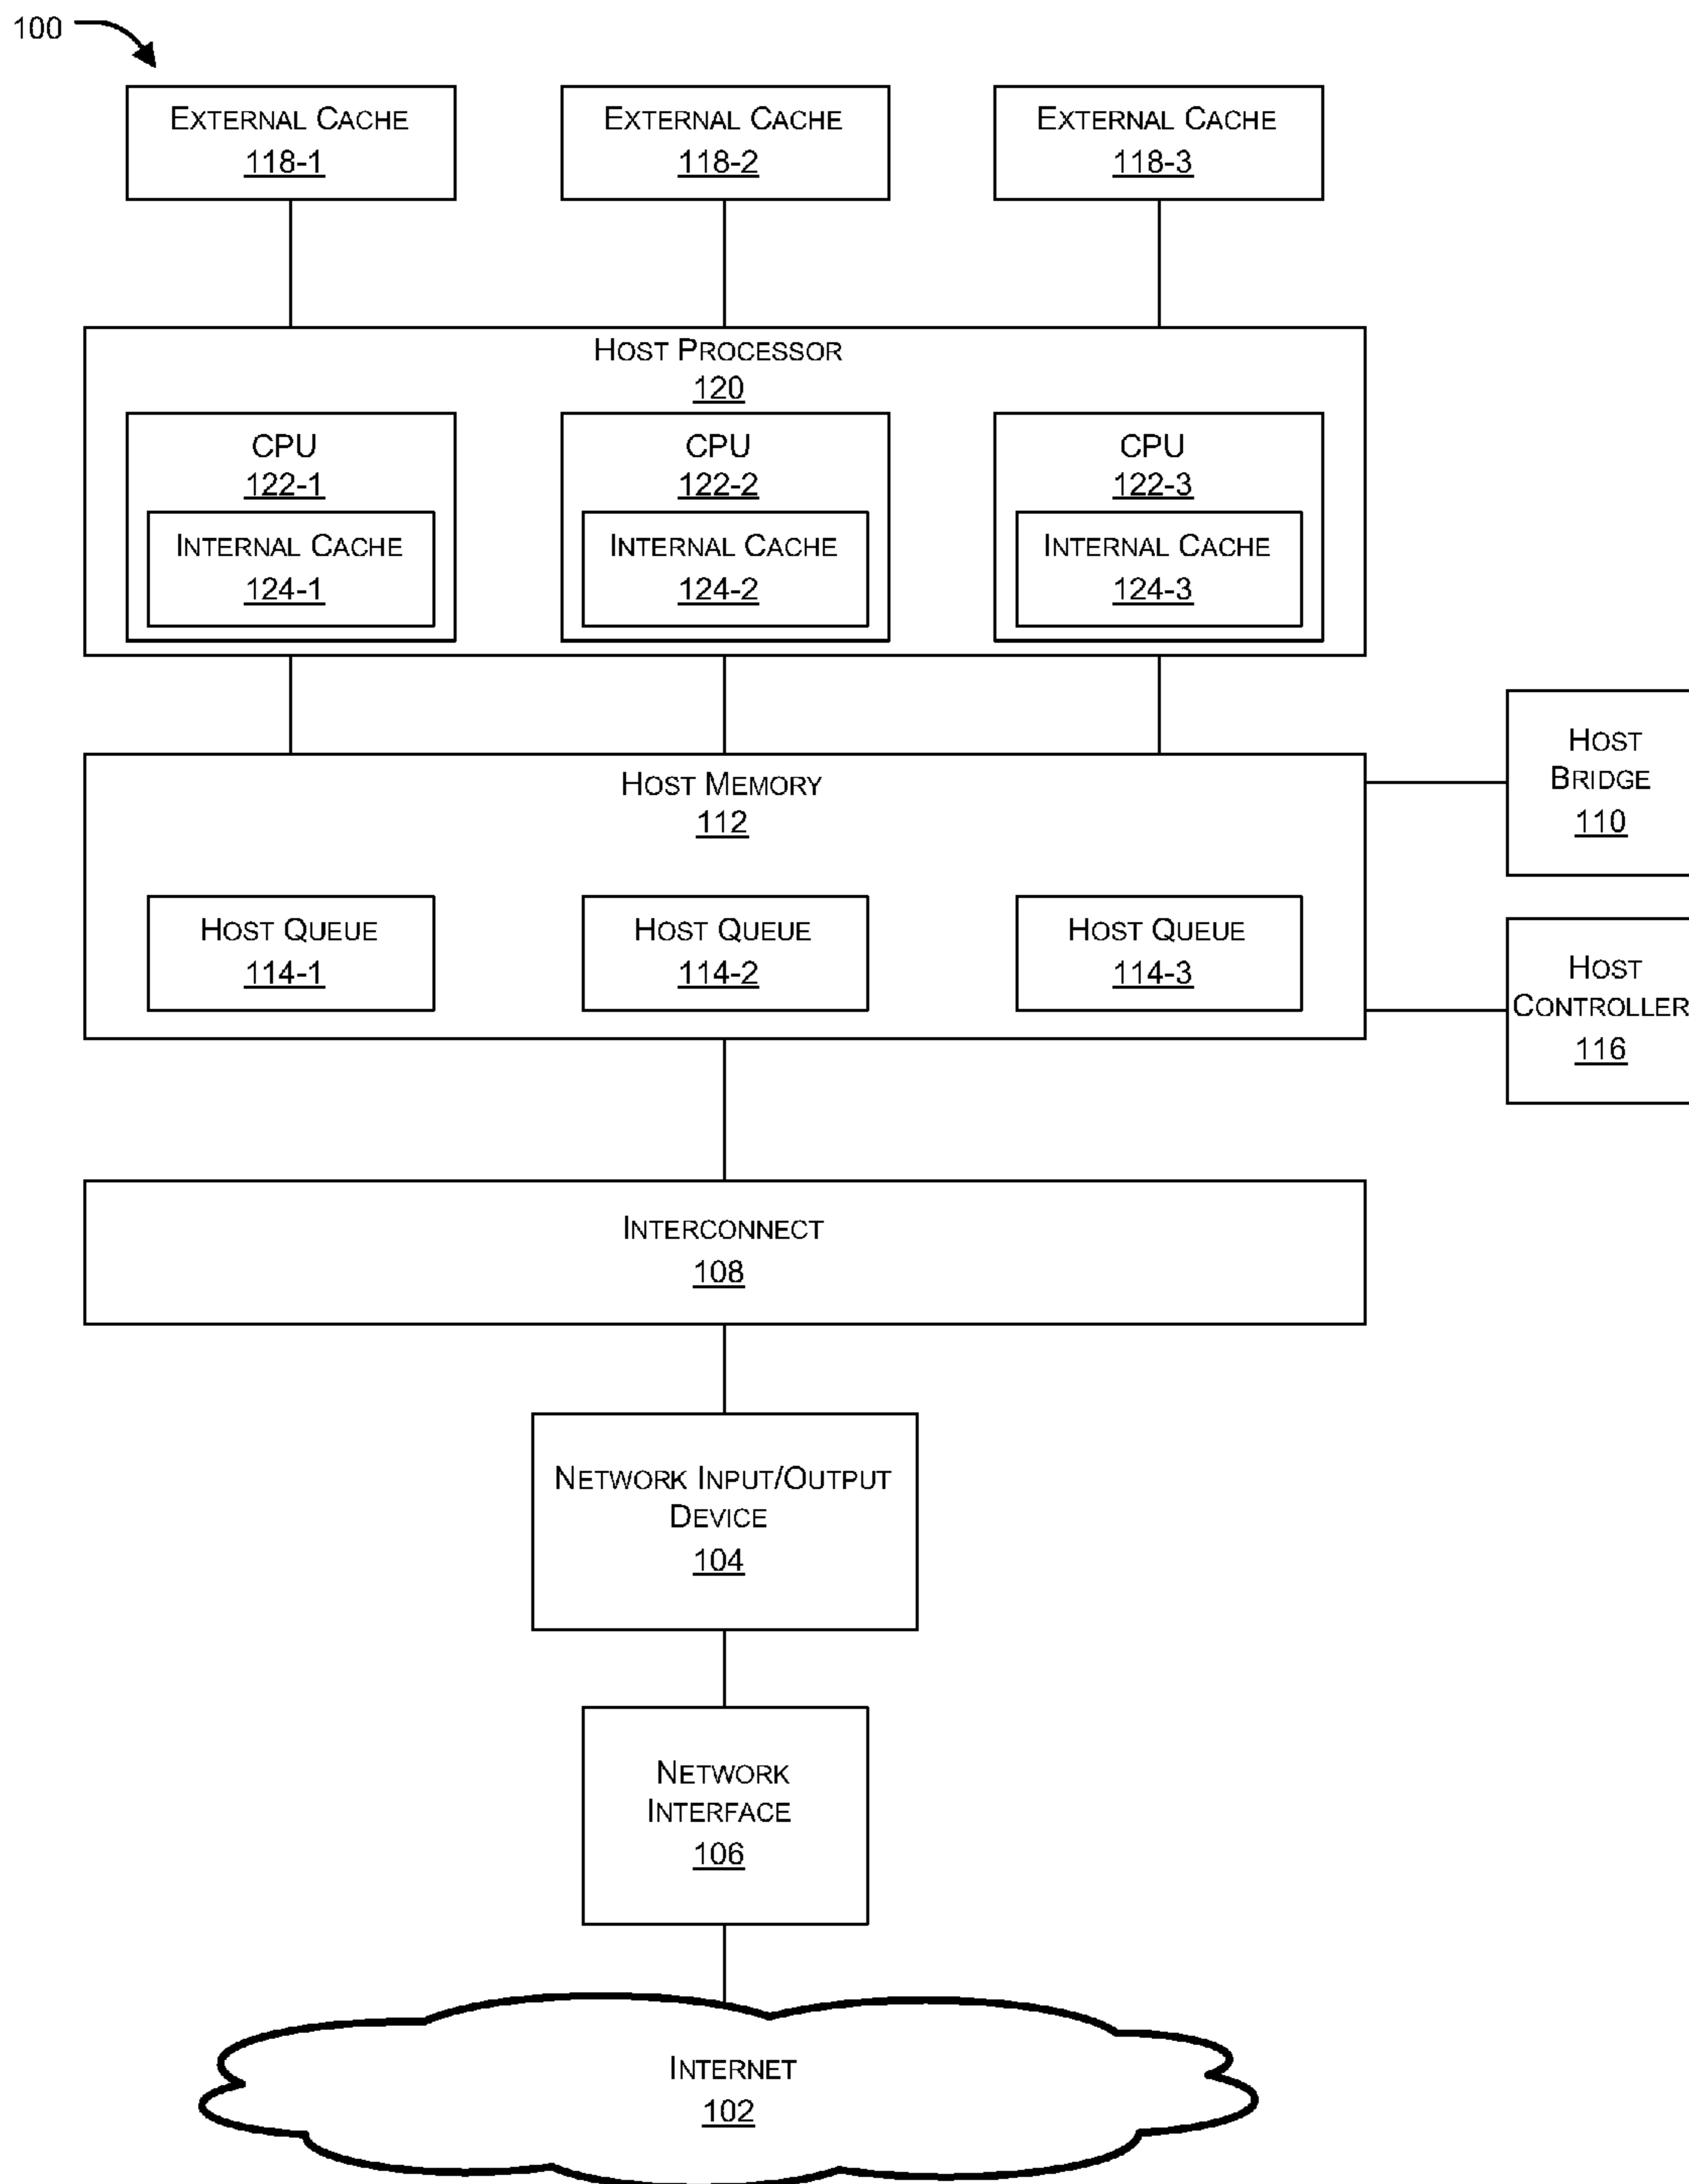 100
External Cache
118-1
External Cache
118-2
External Cache
118-3
Host Processor
120
CPU
122-1
Internal Cache
124-1
CPU
122-2
Internal Cache
124-2
CPU
122-3
Internal Cache
124-3
Host Memory
112
Host Queue
114-1
Host Queue
114-2
Host Queue
114-3
Host
Bridge
110
Host
Controller
116
Interconnect
108
Network Input/Output
Device
104
Network
Interface
106
Internet
102